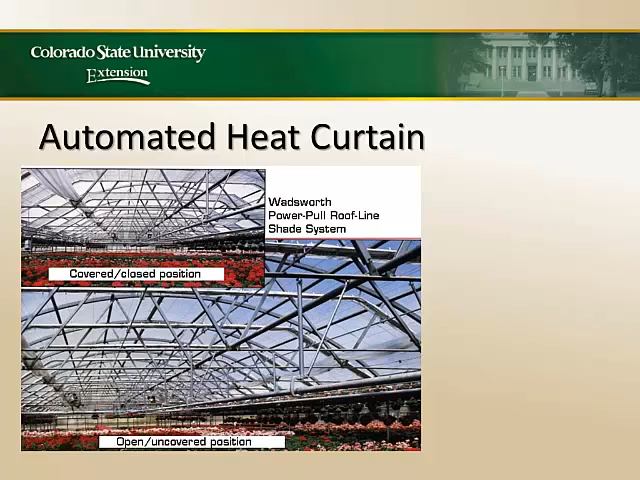 Colorado State University
Extension
Automated Heat Curtain
Wadsworth
Power-Pull Roof-Line
Shade System
Covered/closed position
Open/uncovered position